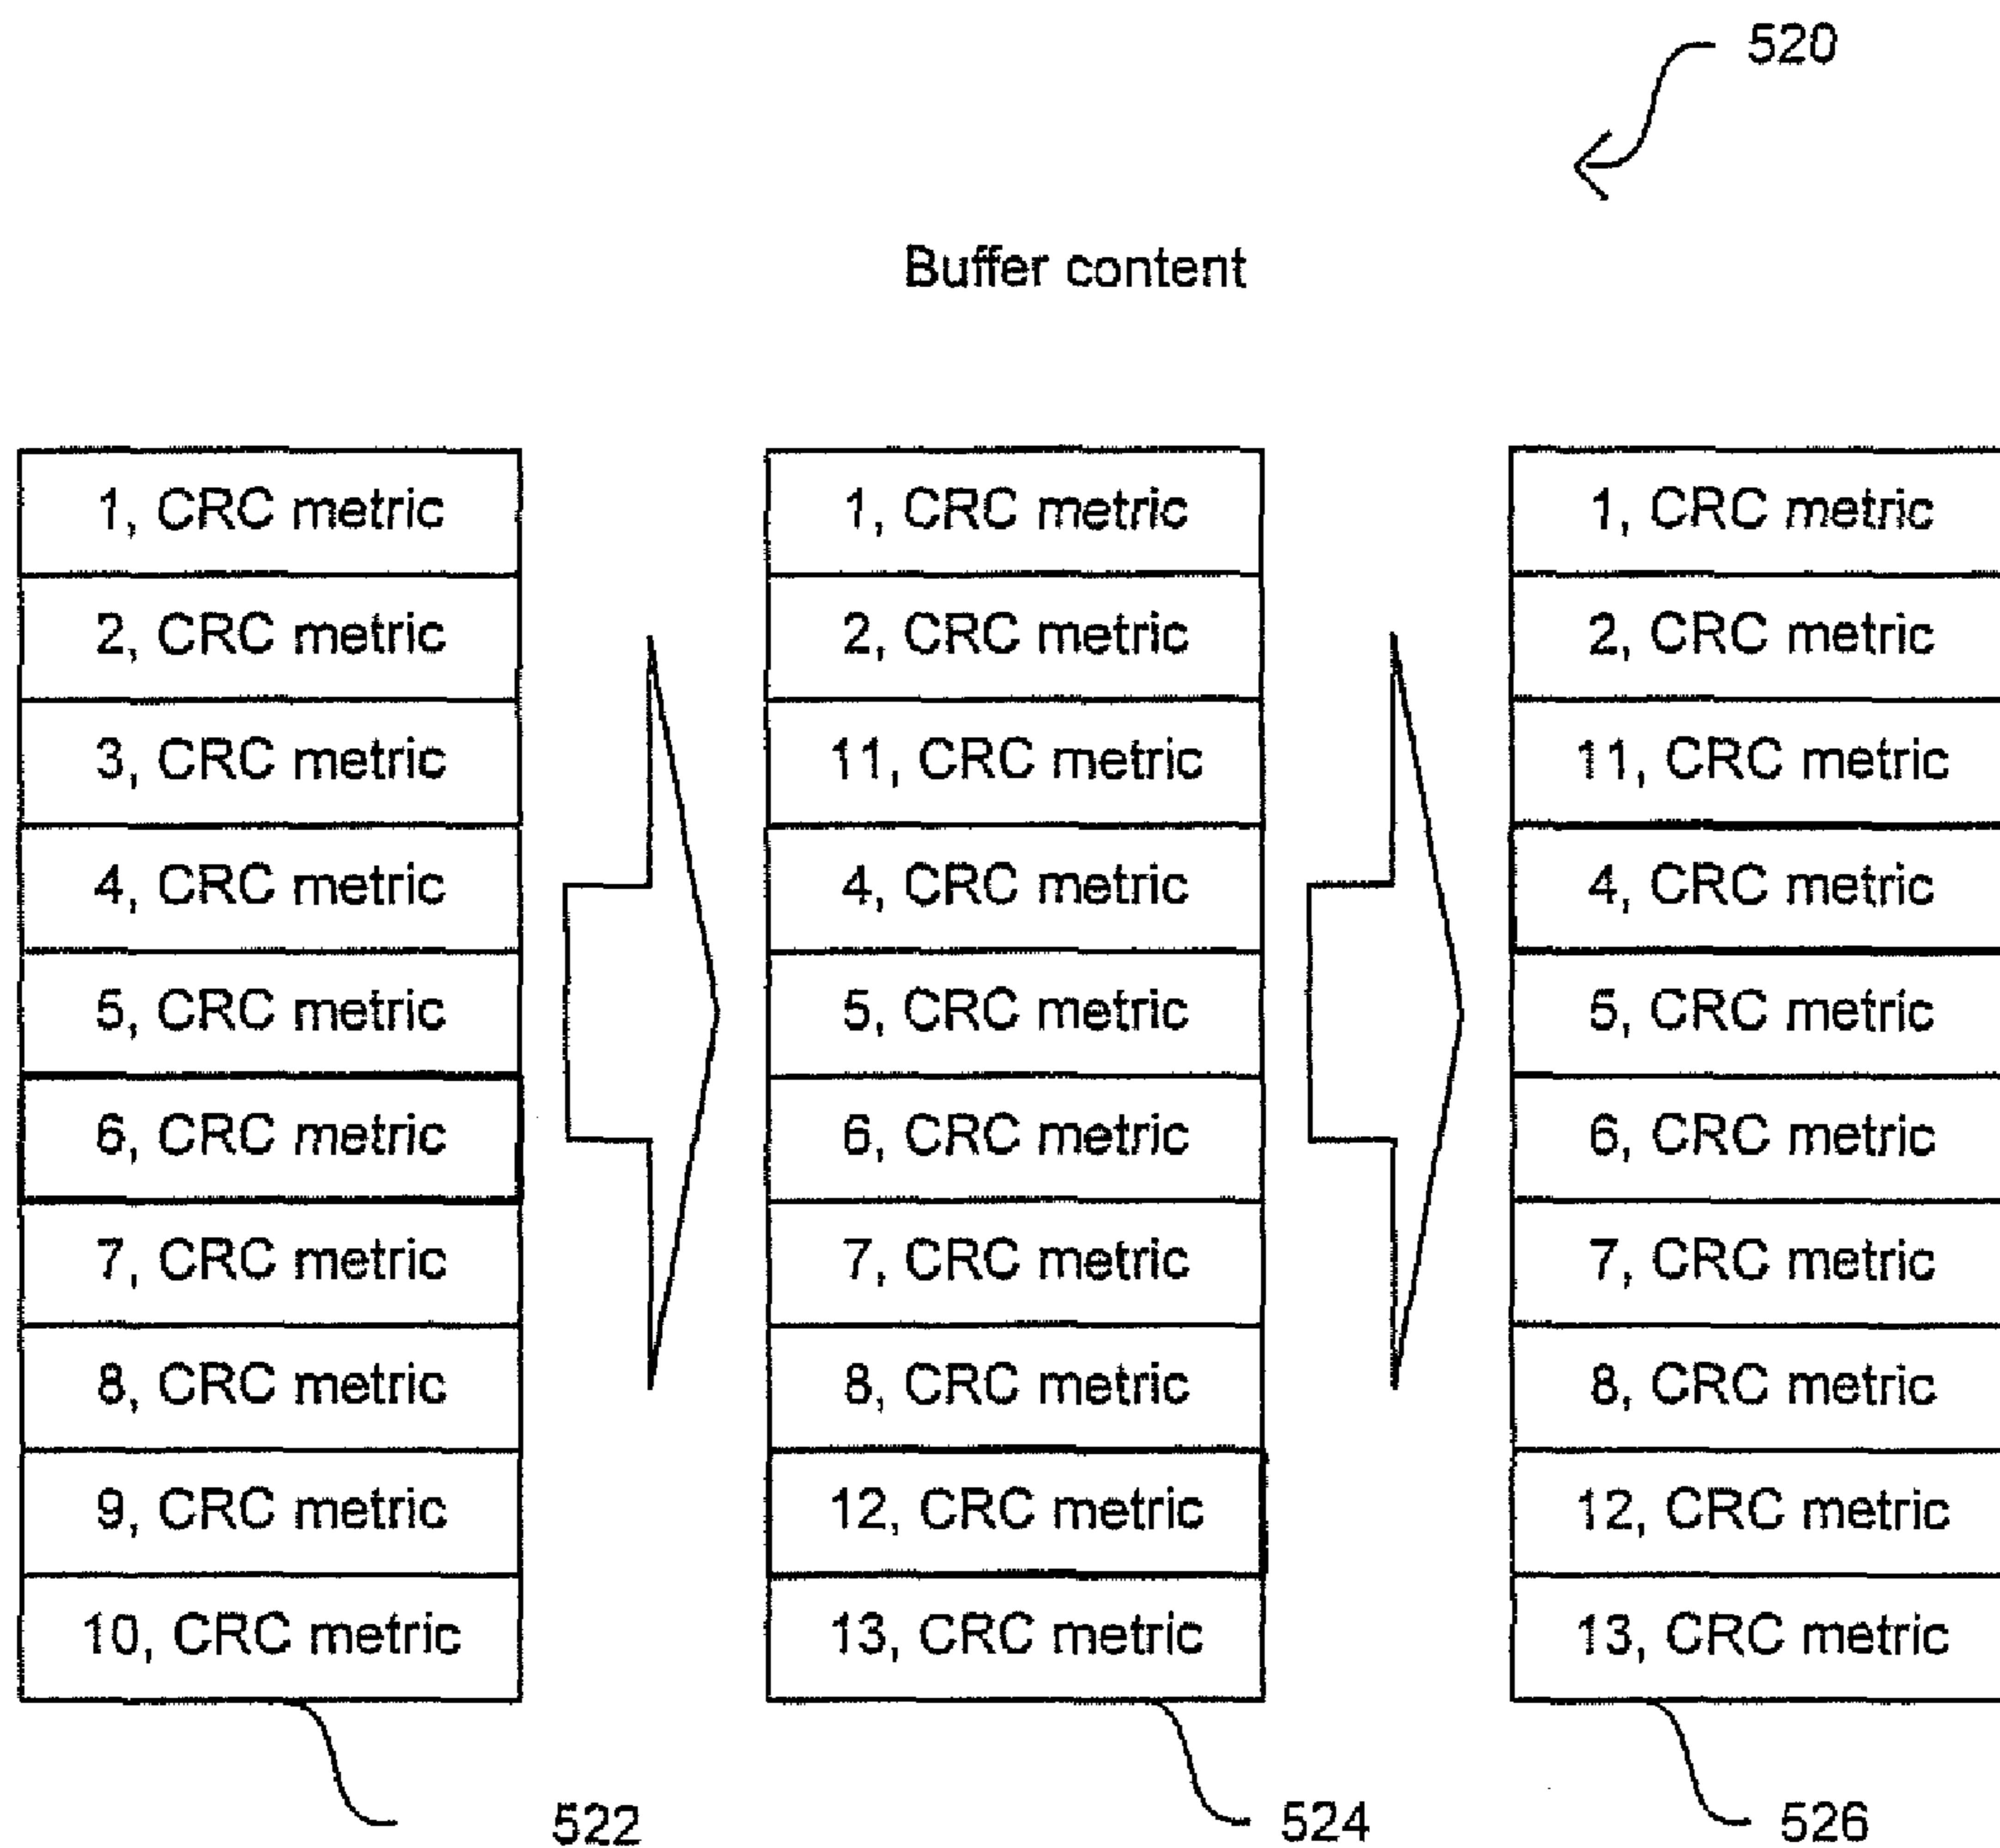 520
Buffer content
1, CRC metric
2, CRC metric
3, CRC metric
4, CRC metric
5, CRC metric
6, CRC metric
7, CRC metric
8, CRC metric
9, CRC metric
10, CRC metric
522
1, CRC metric
2, CRC metric
11, CRC metric
4, CRC metric
5, CRC metric
6, CRC metric
7, CRC metric
8, CRC metric
12, CRC metric
13, CRC metric
524
1, CRC metric
2, CRC metric
11, CRC metric
4, CRC metric
5, CRC metric
6, CRC metric
7, CRC metric
8, CRC metric
12, CRC metric
13, CRC metric
526